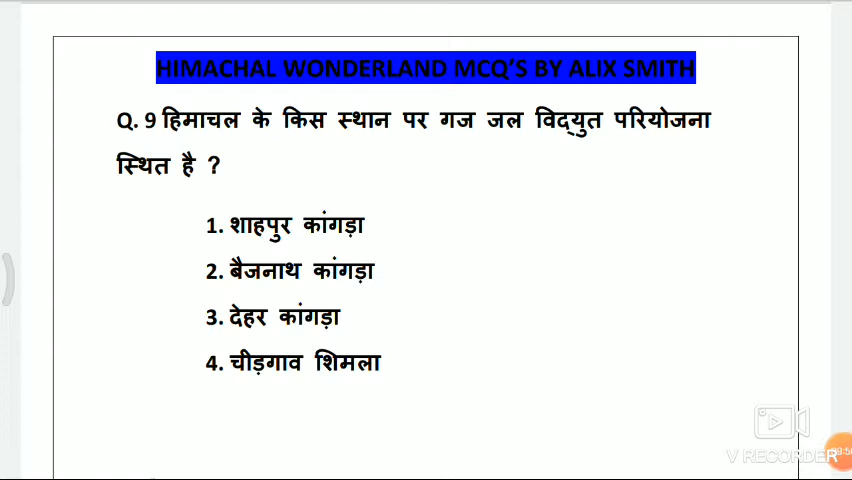 HIMACHAL WONDERLAND MCQ'S BY ALIX SMITH
Q. 9 हिमाचल के किस स्थान पर गज जल विद्युत परियोजना
स्थित है ?
1. शाहपुर कांगड़ा
2. बैजनाथ कांगड़ा
3. देहर कांगड़ा
4. चीड़गाव शिमला
V RECORDER